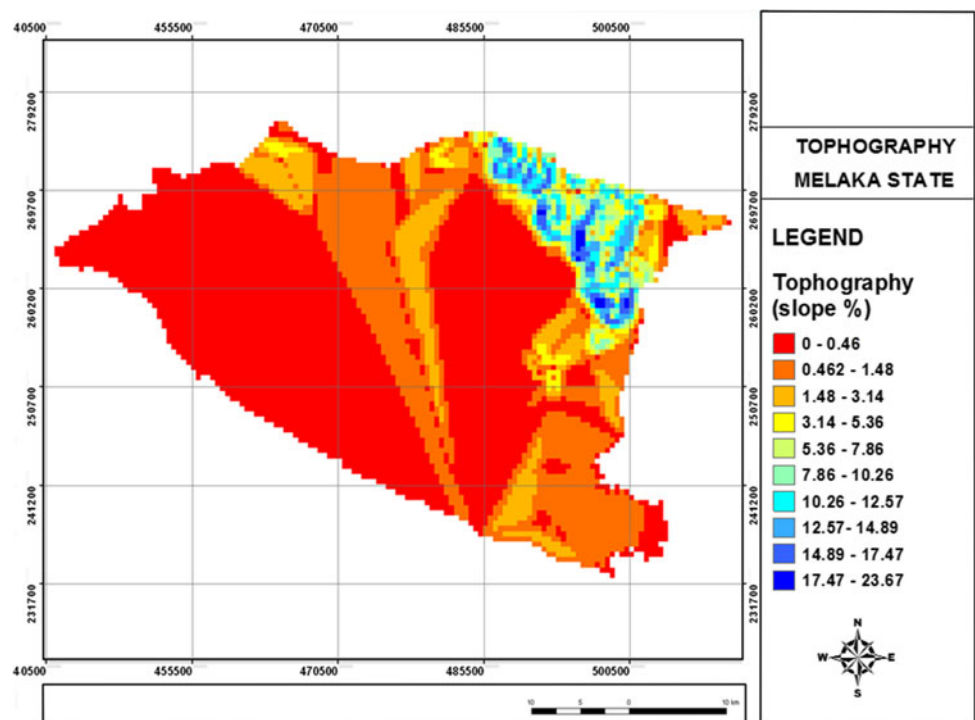 40500 455500 470500 485500 500500
279200
269700
260200
250700
241200
231700
279200
269700
260200
250700
241200
231700
40500 455500 470500 485500 500500
10 5 0 10 km
TOPHOGRAPHY
MELAKA STATE
LEGEND
Tophography
(slope %)
0 - 0.46
0.462 - 1.48
1.48 - 3.14
3.14 - 5.36
5.36 - 7.86
7.86 - 10.26
10.26 - 12.57
12.57- 14.89
14.89 - 17.47
17.47 - 23.67
N
W E
S